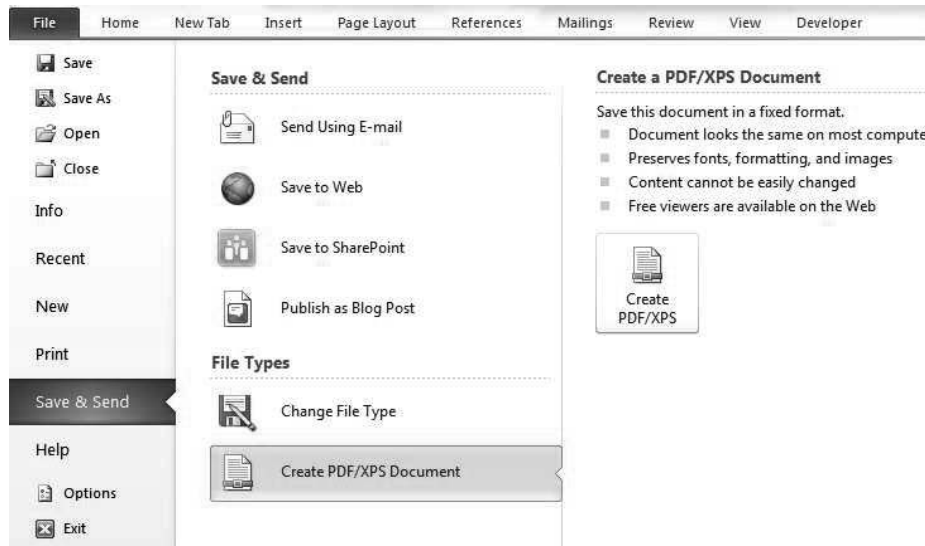 File Home New Tab Insert Page Layout References Mailings Review View Developer
Save
Save As
Open
Close
Info
Recent
New
Print
Save & Send
Help
Options
Exit
Save & Send
Send Using E-mail
Save to Web
Save to SharePoint
Publish as Blog Post
File Types
Change File Type
Create PDF/XPS Document
Create a PDF/XPS Document
Save this document in a fixed format.
Document looks the same on most compute
Preserves fonts, formatting, and images
Content cannot be easily changed
Free viewers are available on the Web
Create
PDF/XPS